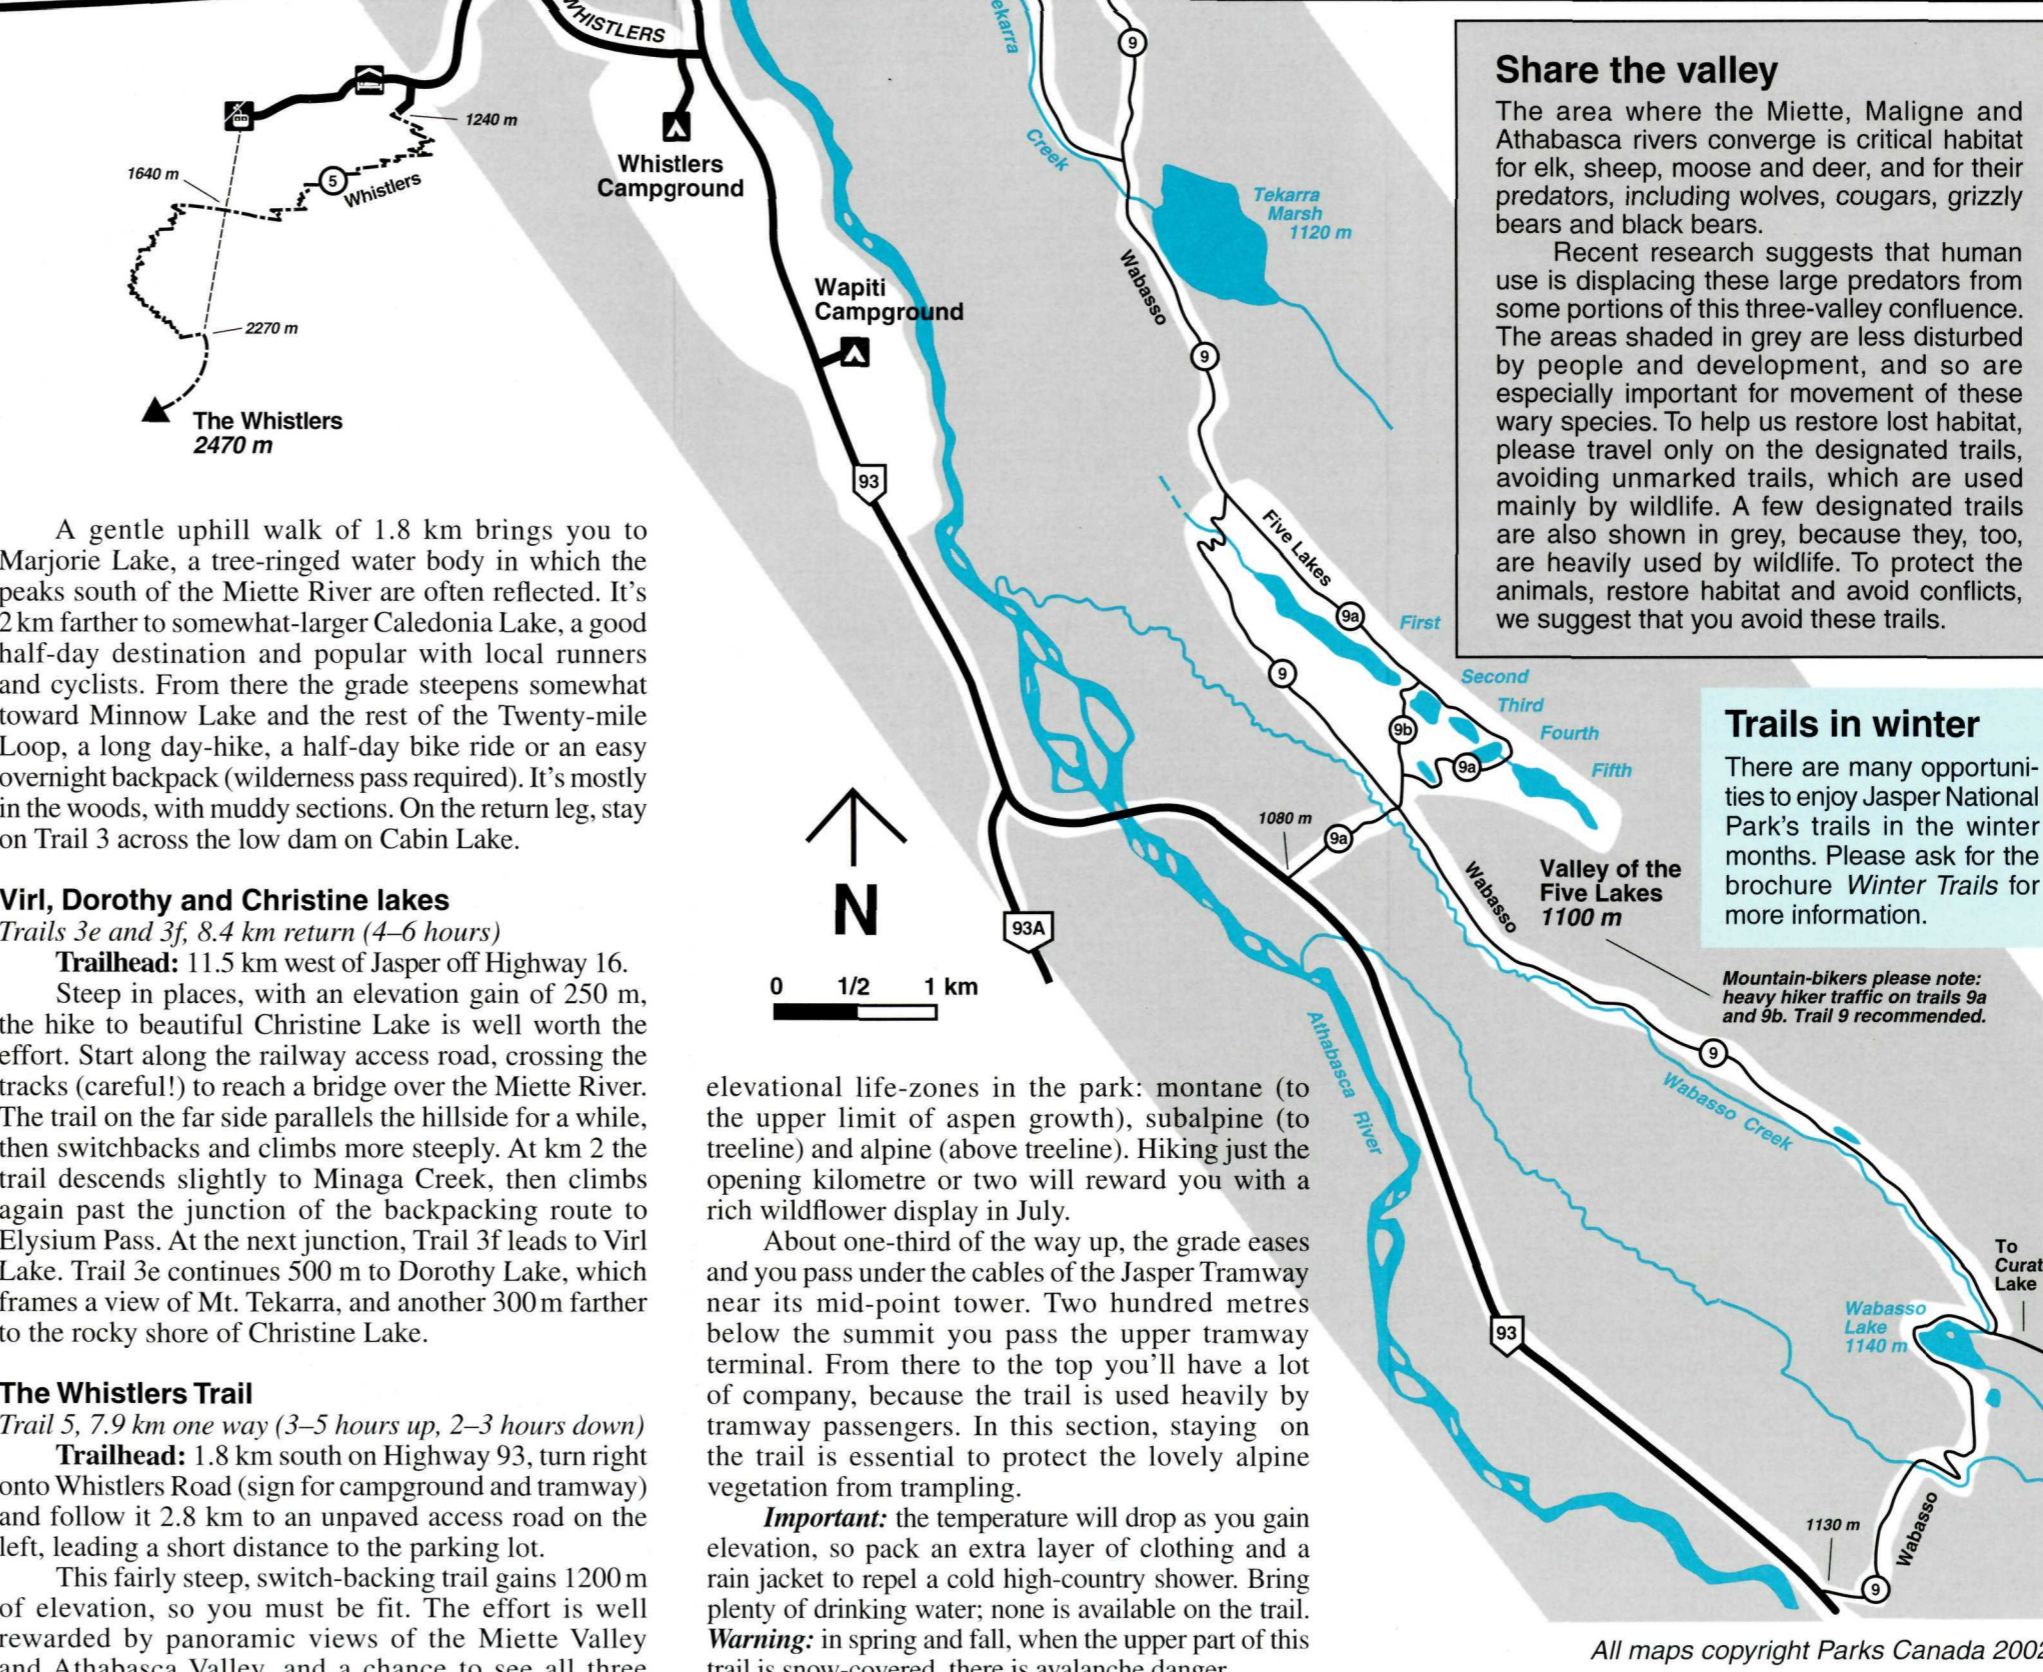 WHISTLERS
1240 m
1640 m
5
Whistlers
2270 m
The Whistlers
2470 m
Whistlers
Campground
Wapiti
Campground
93
Creek
9
Tekarra
Marsh
1120 m
Wabasso
9
Five Lakes
9a
First
Second
Third
Fourth
Fifth
9
9b
9a
1080 m
9a
Wabasso
Valley of the
Five Lakes
1100 m
Mountain-bikers please note:
heavy hiker traffic on trails 9a
and 9b. Trail 9 recommended.
9
Wabasso Creek
93A
N
0 1/2 1 km
Athabasca River
93
To
Lake
Wabasso
Lake
1140 m
1130 m
Wabasso
9
Share the valley
The area where the Miette, Maligne and
Athabasca rivers converge is critical habitat
for elk, sheep, moose and deer, and for their
predators, including wolves, cougars, grizzly
bears and black bears.
Recent research suggests that human
use is displacing these large predators from
some portions of this three-valley confluence.
The areas shaded in grey are less disturbed
by people and development, and so are
especially important for movement of these
wary species. To help us restore lost habitat,
please travel only on the designated trails,
avoiding unmarked trails, which are used
mainly by wildlife. A few designated trails
are also shown in grey, because they, too,
are heavily used by wildlife. To protect the
animals, restore habitat and avoid conflicts,
we suggest that you avoid these trails.
Trails in winter
There are many opportuni-
ties to enjoy Jasper National
Park's trails in the winter
months. Please ask for the
brochure Winter Trails for
more information.
A gentle uphill walk of 1.8 km brings you to
Marjorie Lake, a tree-ringed water body in which the
peaks south of the Miette River are often reflected. It's
2 km farther to somewhat-larger Caledonia Lake, a good
half-day destination and popular with local runners
and cyclists. From there the grade steepens somewhat
toward Minnow Lake and the rest of the Twenty-mile
Loop, a long day-hike, a half-day bike ride or an easy
overnight backpack (wilderness pass required). It's mostly
in the woods, with muddy sections. On the return leg, stay
on Trail 3 across the low dam on Cabin Lake.
Virl, Dorothy and Christine lakes
Trails 3e and 3f, 8.4 km return (4–6 hours)
Trailhead: 11.5 km west of Jasper off Highway 16.
Steep in places, with an elevation gain of 250 m,
the hike to beautiful Christine Lake is well worth the
effort. Start along the railway access road, crossing the
tracks (careful!) to reach a bridge over the Miette River.
The trail on the far side parallels the hillside for a while,
then switchbacks and climbs more steeply. At km 2 the
trail descends slightly to Minaga Creek, then climbs
again past the junction of the backpacking route to
Elysium Pass. At the next junction, Trail 3f leads to Virl
Lake. Trail 3e continues 500 m to Dorothy Lake, which
frames a view of Mt. Tekarra, and another 300 m farther
to the rocky shore of Christine Lake.
The Whistlers Trail
Trail 5, 7.9 km one way (3–5 hours up, 2–3 hours down)
Trailhead: 1.8 km south on Highway 93, turn right
onto Whistlers Road (sign for campground and tramway)
and follow it 2.8 km to an unpaved access road on the
left, leading a short distance to the parking lot.
This fairly steep, switch-backing trail gains 1200 m
of elevation, so you must be fit. The effort is well
rewarded by panoramic views of the Miette Valley
and Athabasca Valley, and a chance to see all three
elevational life-zones in the park: montane (to
the upper limit of aspen growth), subalpine (to
treeline) and alpine (above treeline). Hiking just the
opening kilometre or two will reward you with a
rich wildflower display in July.
About one-third of the way up, the grade eases
and you pass under the cables of the Jasper Tramway
near its mid-point tower. Two hundred metres
below the summit you pass the upper tramway
terminal. From there to the top you'll have a lot
of company, because the trail is used heavily by
tramway passengers. In this section, staying on
the trail is essential to protect the lovely alpine
vegetation from trampling.
Important: the temperature will drop as you gain
elevation, so pack an extra layer of clothing and a
rain jacket to repel a cold high-country shower. Bring
plenty of drinking water; none is available on the trail.
Warning: in spring and fall, when the upper part of this
trail is snow-covered, there is avalanche danger.
All maps copyright Parks Canada 2002